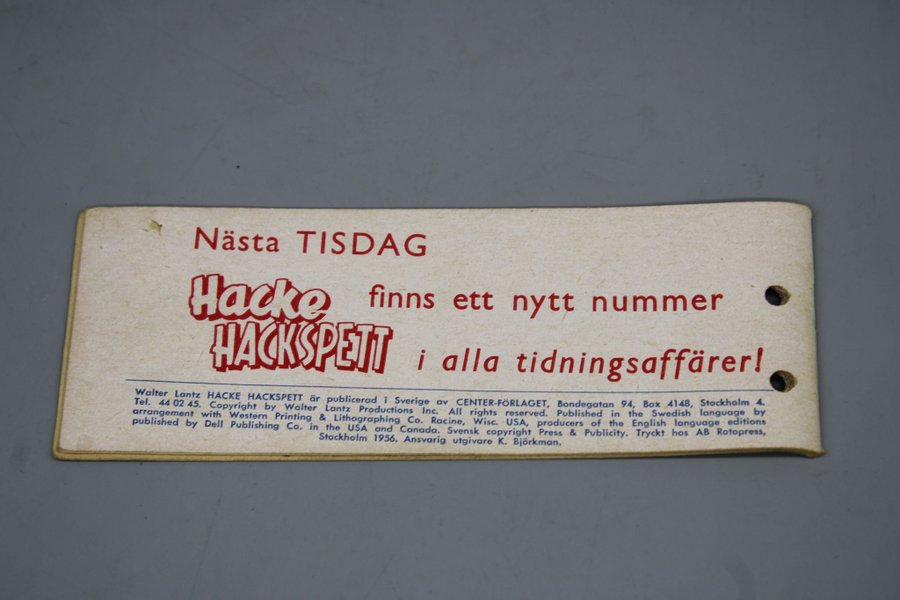 Nästa TISDAG
Hacke finns ett nytt nummer
HACKSPETT i alla tidningsaffärer!
Walter Lantz HACKE HACKSPETT är publicerad i Sverige av CENTER-FÖRLAGET, Bondegatan 94, Box 4148, Stockholm 4.
Tel. 44 02 45. Copyright by Walter Lantz Productions Inc. All rights reserved. Published in the Swedish language by
arrangement with Western Printing & Lithographing Co. Racine, Wisc. USA, producers of the English language editions
published by Dell Publishing Co. in the USA and Canada. Svensk copyright Press & Publicity. Tryckt hos AB Rotopress,
Stockholm 1956. Ansvarig utgivare K. Björkman.